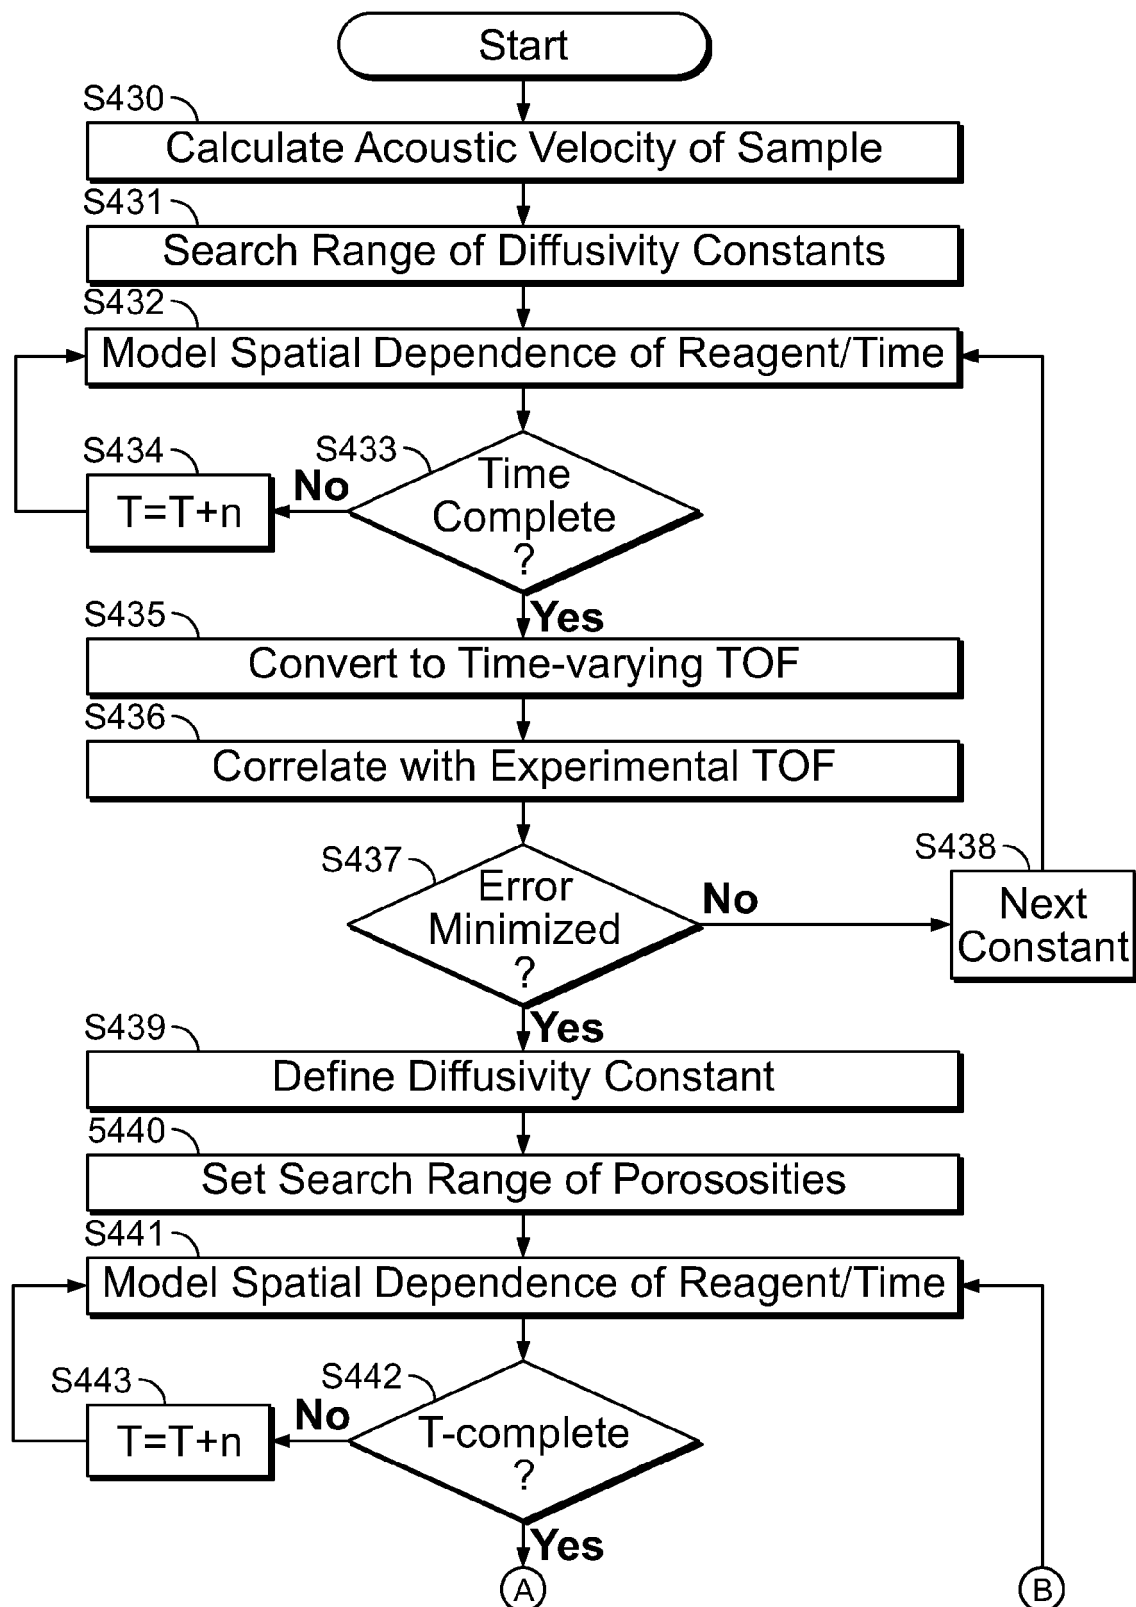 Start
S430
Calculate Acoustic Velocity of Sample
S431
Search Range of Diffusivity Constants
S432
Model Spatial Dependence of Reagent/Time
S433
Time
Complete
?
No
S434
T=T+n
Yes
S435
Convert to Time-varying TOF
S436
Correlate with Experimental TOF
S437
Error
Minimized
?
No
S438
Next
Constant
Yes
S439
Define Diffusivity Constant
5440
Set Search Range of Porososities
S441
Model Spatial Dependence of Reagent/Time
S442
T-complete
?
No
S443
T=T+n
Yes
A
B